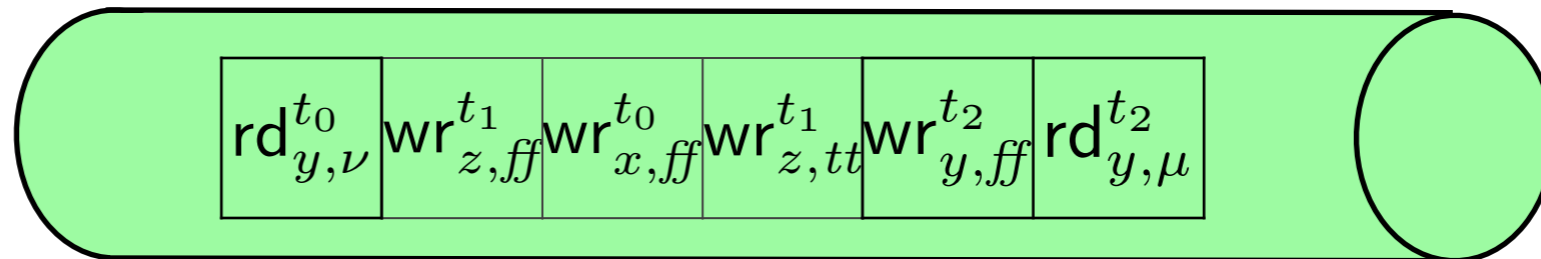 rd^{t_0}_{y,ν} wr^{t_1}_{z,ff} wr^{t_0}_{x,ff} wr^{t_1}_{z,tt} wr^{t_2}_{y,ff} rd^{t_2}_{y,μ}